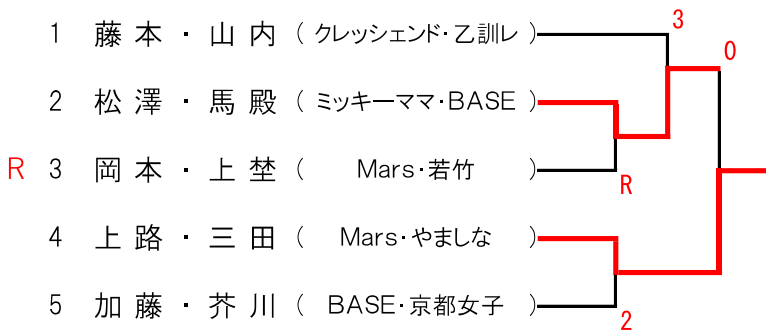 3
1 藤本・山内（クレッシェンド・乙訓レ）
0
2 松澤・馬殿（ミッキーママ・BASE）
R 3 岡本・上埜（Mars・若竹）
R
4 上路・三田（Mars・やましな）
5 加藤・芥川（BASE・京都女子）
2